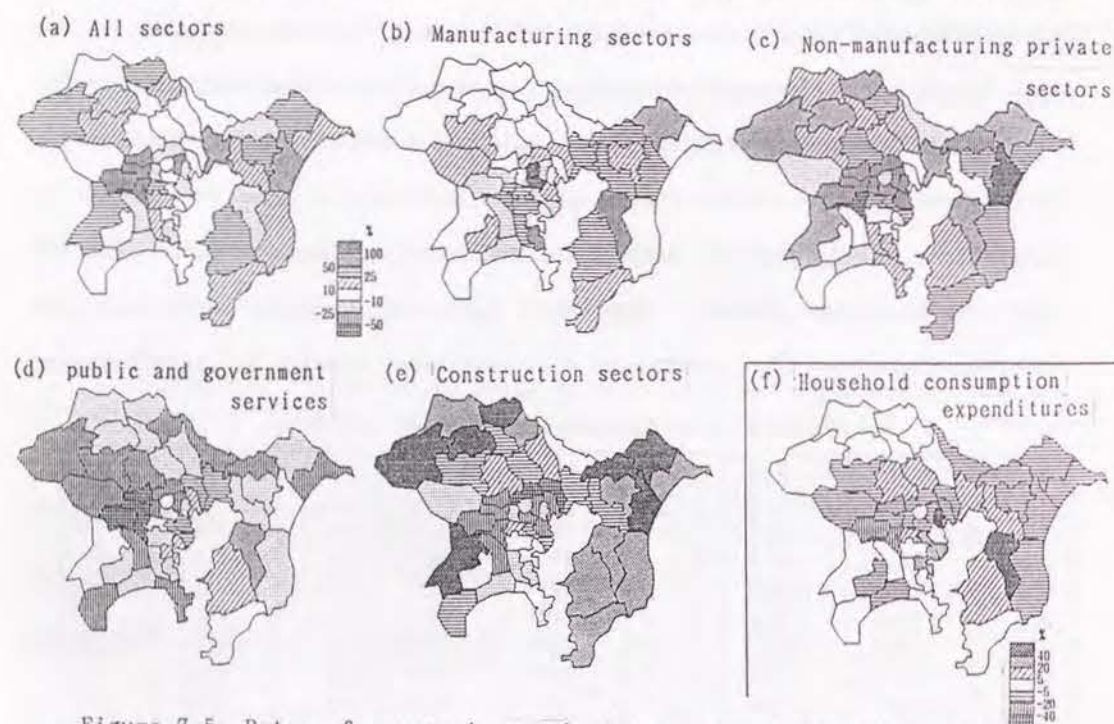 (a) All sectors
(b) Manufacturing sectors
(c) Non-manufacturing private
sectors
%
100
50
25
10
-10
-25
-50
(d) public and government
services
(e) Construction sectors
(f) Household consumption
expenditures
%
40
20
5
-5
-20
-40
Figure 7.5